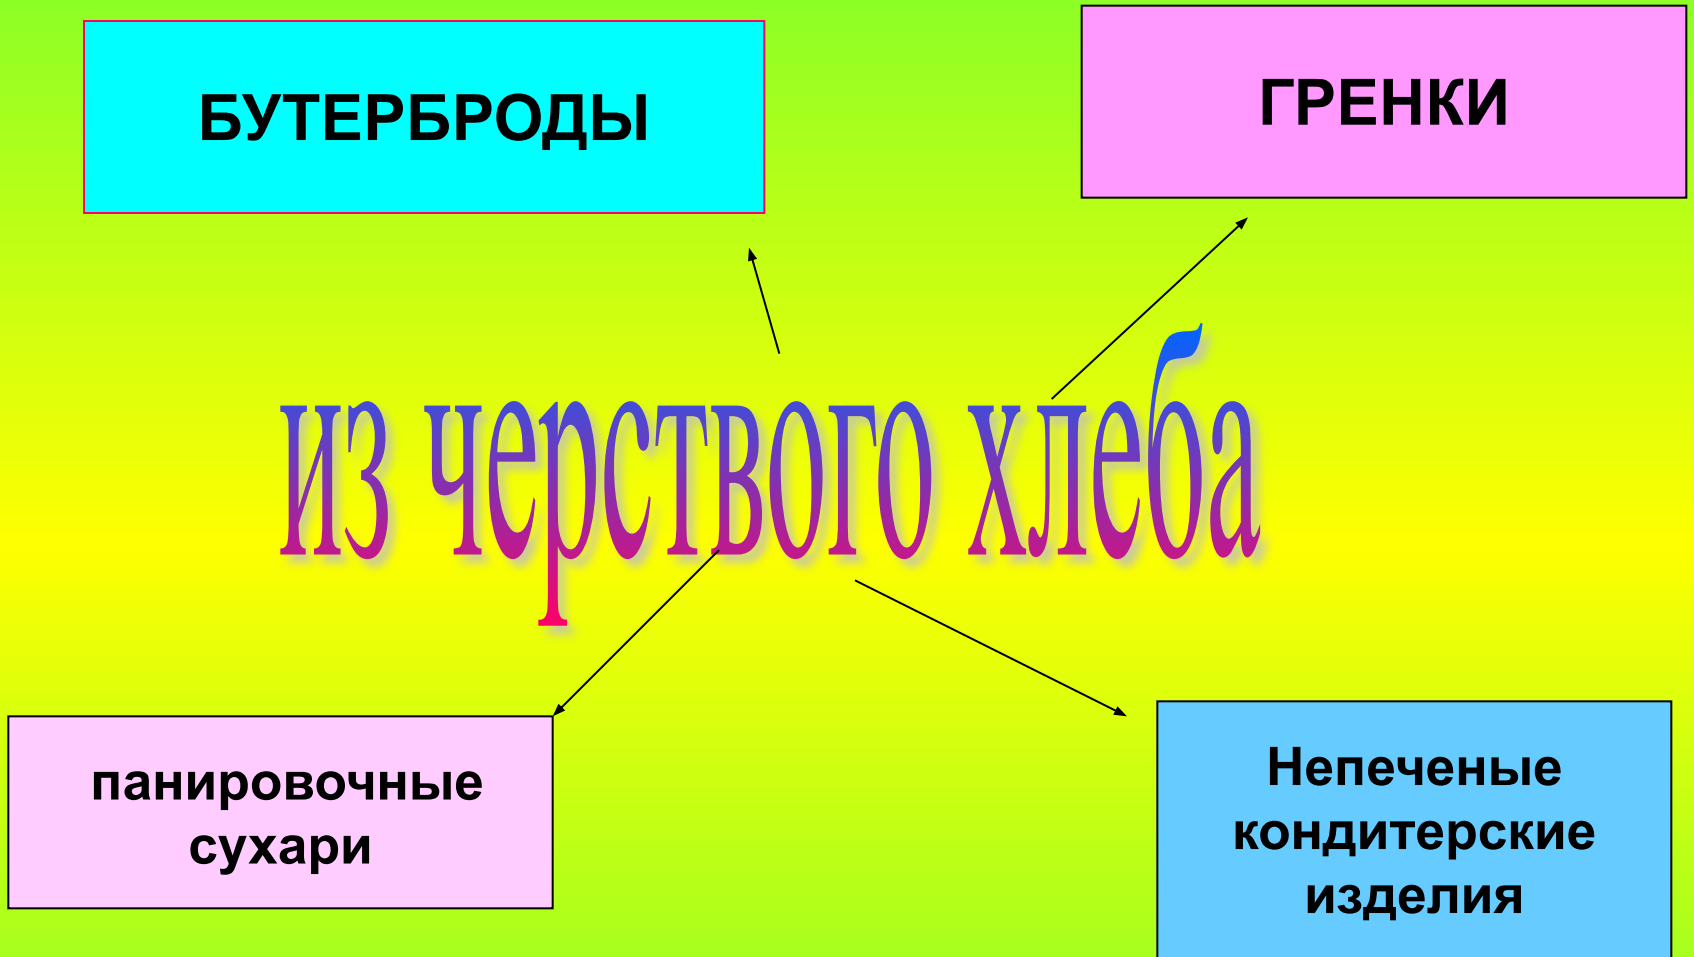 БУТЕРБРОДЫ
ГРЕНКИ
из черствого хлеба
панировочные
сухари
Непеченые
кондитерские
изделия